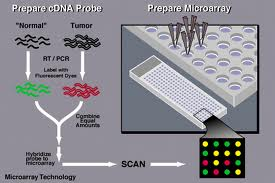 Prepare cDNA Probe
Prepare Microarray
"Normal"
Tumor
RT / PCR
Label with
Fluorescent Dyes
Combine
Equal
Amounts
Hybridize
probe to
microarray
SCAN
Microarray Technology